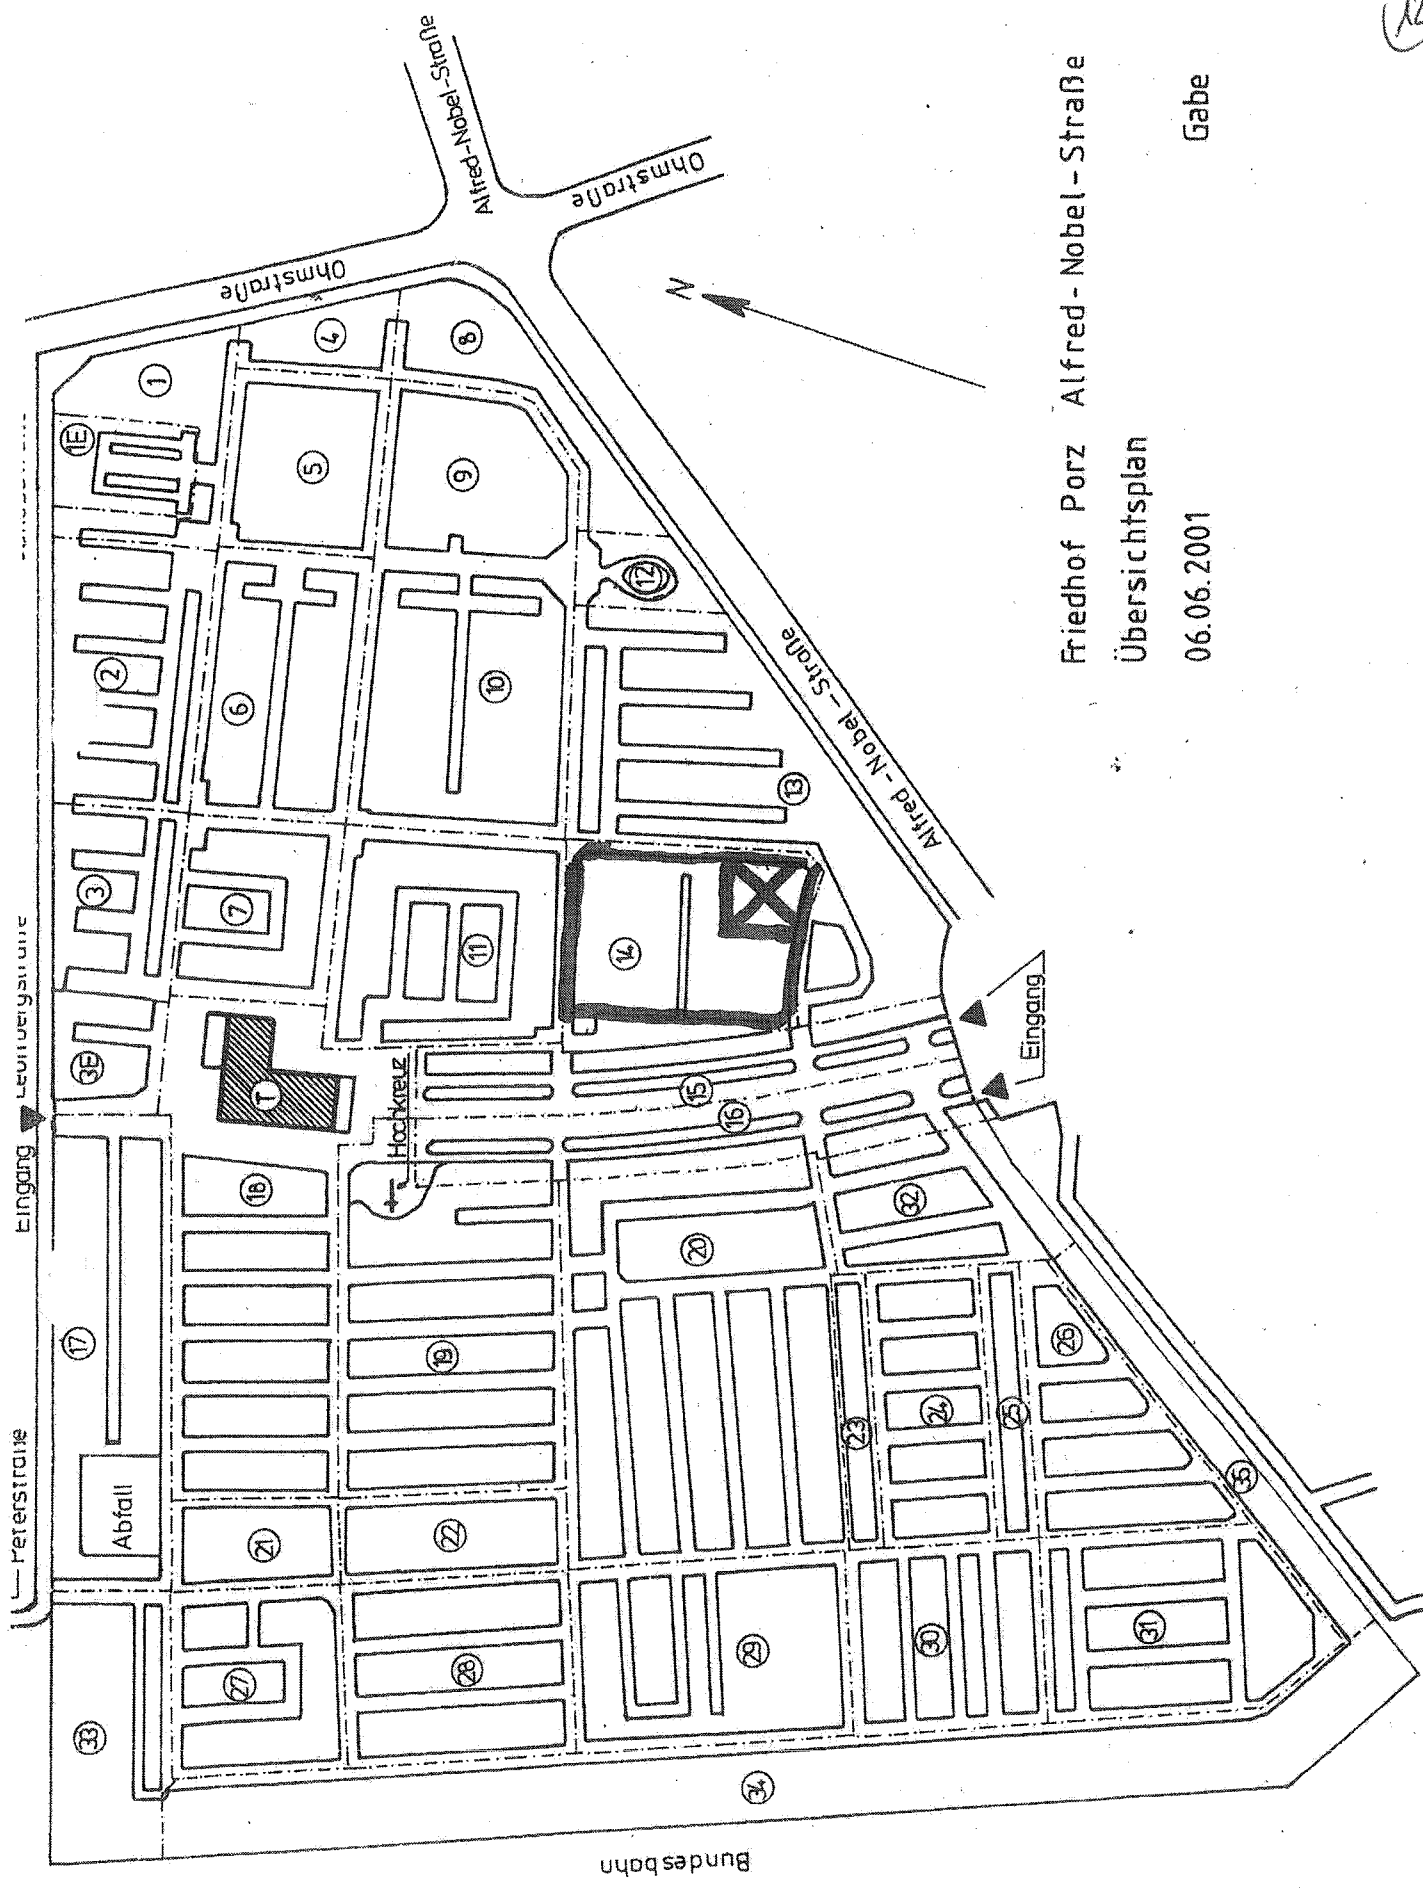 Friedhof Porz Alfred-Nobel-Straße
Übersichtsplan
06.06.2001 Gabe
Peterstraße
Eingang
Ohmstraße
Alfred-Nobel-Straße
Ohmstraße
Alfred-Nobel-Straße
Eingang
Bundesbahn
Abfall
Hochkreuz
N
T
1
1E
2
3
3E
4
5
6
7
8
9
10
11
12
13
14
15
16
17
18
19
20
21
22
23
24
25
26
27
28
29
30
31
32
33
34
35